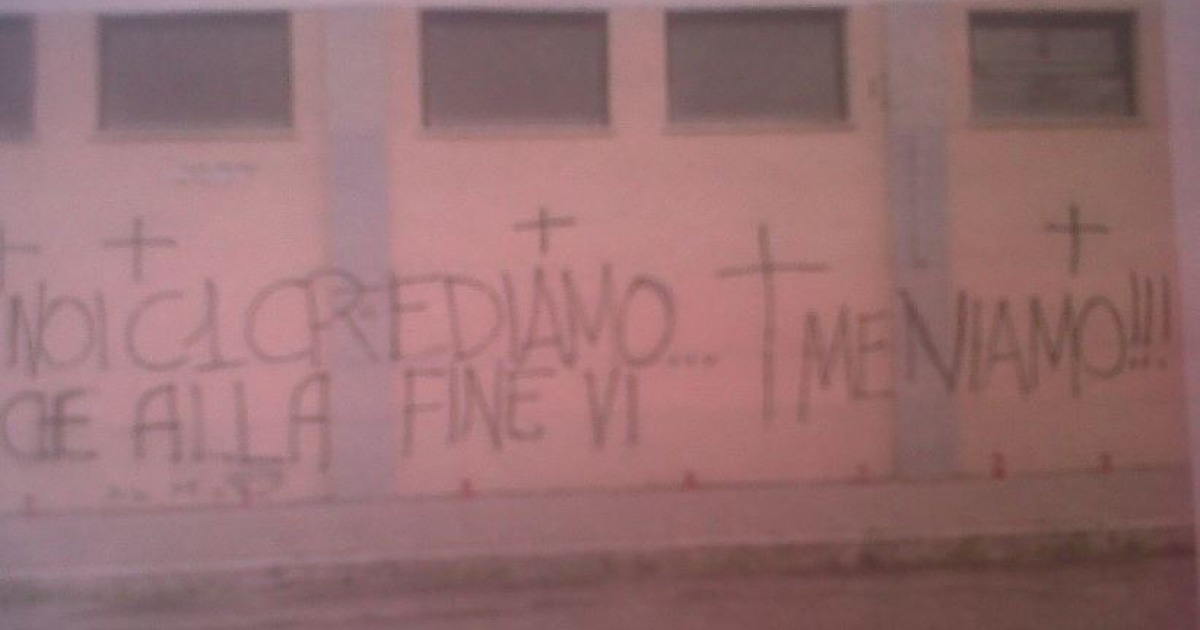 NOI CI CREDIAMO...
CHE ALLA FINE VI
MENIAMO!!!